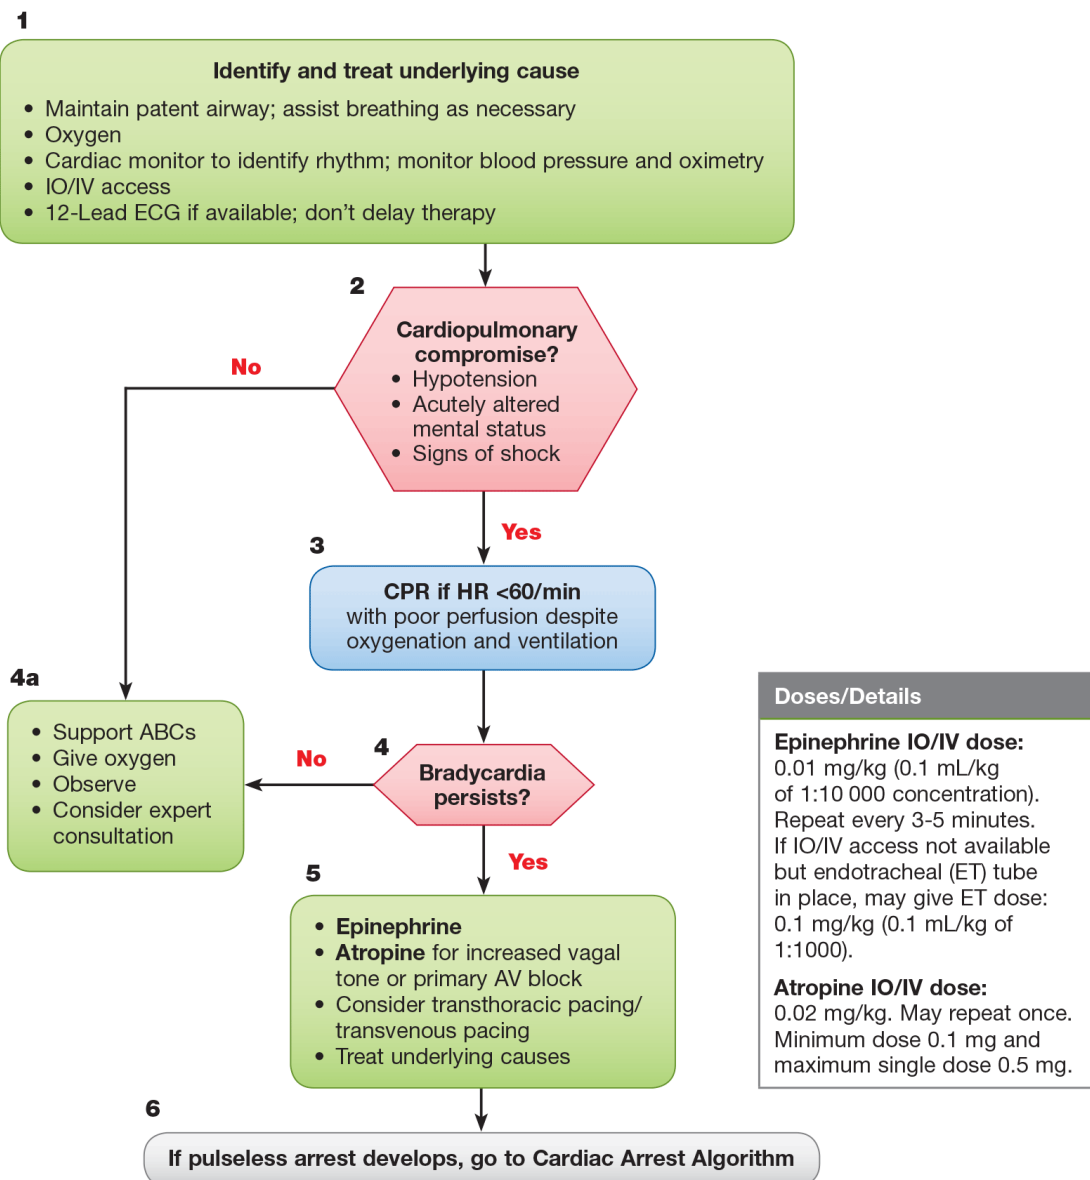 1
Identify and treat underlying cause
• Maintain patent airway; assist breathing as necessary
• Oxygen
• Cardiac monitor to identify rhythm; monitor blood pressure and oximetry
• IO/IV access
• 12-Lead ECG if available; don't delay therapy
2
Cardiopulmonary
compromise?
• Hypotension
• Acutely altered
mental status
• Signs of shock
No
Yes
3
CPR if HR <60/min
with poor perfusion despite
oxygenation and ventilation
4a
• Support ABCs
• Give oxygen
• Observe
• Consider expert
consultation
No
4
Bradycardia
persists?
Yes
5
• Epinephrine
• Atropine for increased vagal
tone or primary AV block
• Consider transthoracic pacing/
transvenous pacing
• Treat underlying causes
6
If pulseless arrest develops, go to Cardiac Arrest Algorithm
Doses/Details
Epinephrine IO/IV dose:
0.01 mg/kg (0.1 mL/kg
of 1:10 000 concentration).
Repeat every 3-5 minutes.
If IO/IV access not available
but endotracheal (ET) tube
in place, may give ET dose:
0.1 mg/kg (0.1 mL/kg of
1:1000).
Atropine IO/IV dose:
0.02 mg/kg. May repeat once.
Minimum dose 0.1 mg and
maximum single dose 0.5 mg.